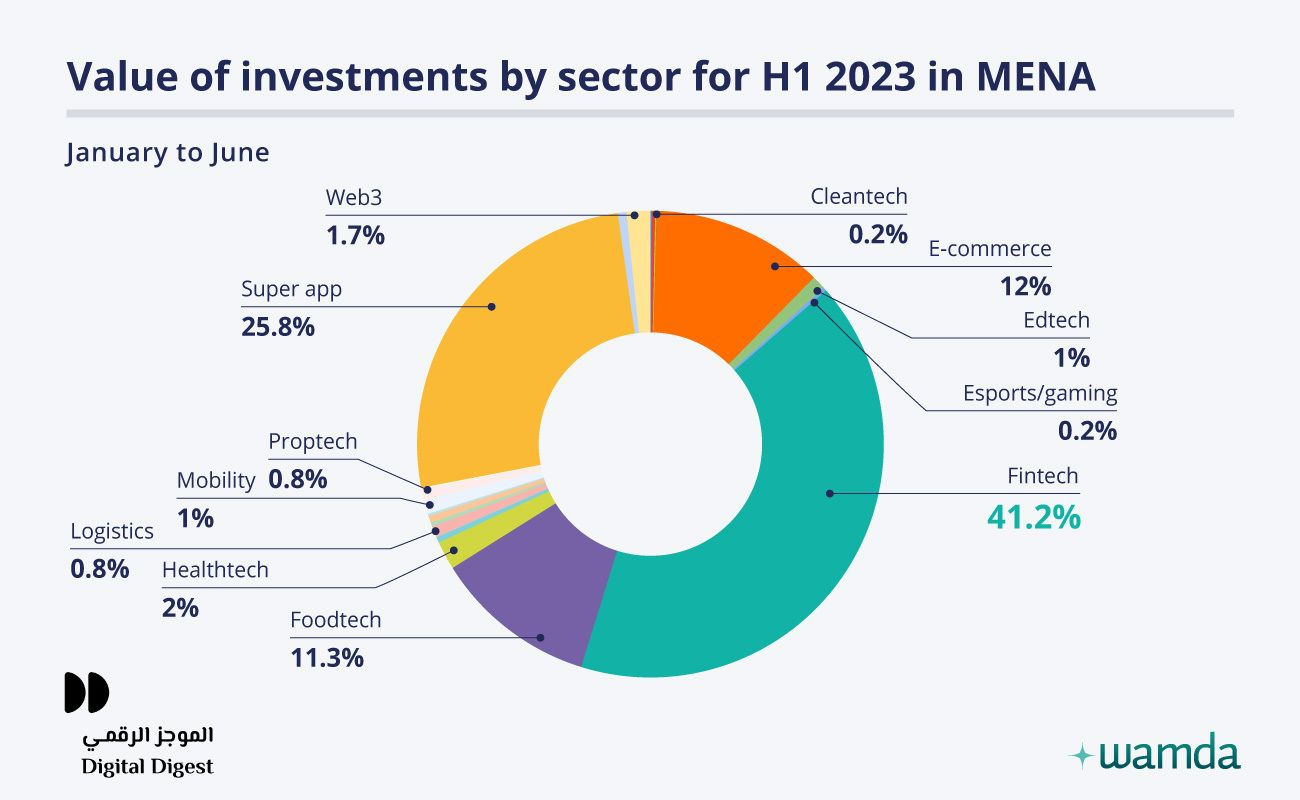 Value of investments by sector for H1 2023 in MENA
January to June
Web3
1.7%
Cleantech
0.2%
E-commerce
12%
Super app
25.8%
Edtech
1%
Esports/gaming
0.2%
Proptech
0.8%
Mobility
1%
Fintech
41.2%
Logistics
0.8%
Healthtech
2%
Foodtech
11.3%
الموجز الرقمي
Digital Digest
wamda